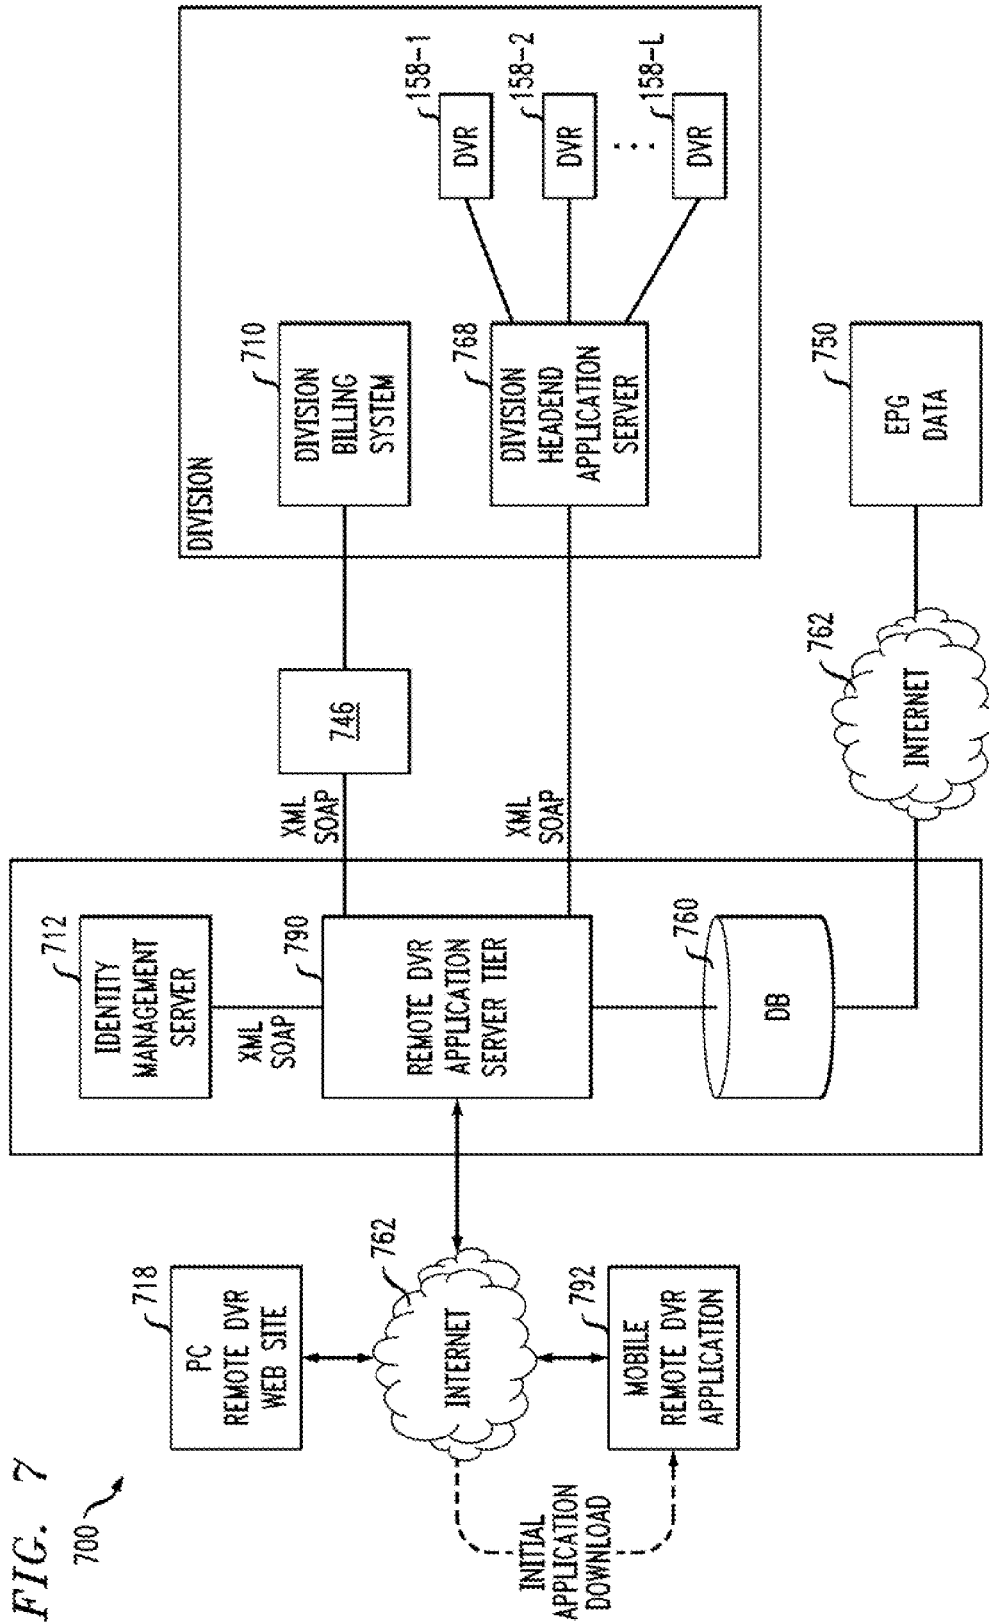 FIG. 7
700
718
PC
REMOTE DVR
WEB SITE
762
INTERNET
792
MOBILE
REMOTE DVR
APPLICATION
INITIAL
APPLICATION
DOWNLOAD
712
IDENTITY
MANAGEMENT
SERVER
XML
SOAP
790
REMOTE DVR
APPLICATION
SERVER TIER
760
DB
XML
SOAP
746
XML
SOAP
762
INTERNET
DIVISION
710
DIVISION
BILLING
SYSTEM
768
DIVISION
HEADEND
APPLICATION
SERVER
158-1
DVR
158-2
DVR
158-L
DVR
750
EPG
DATA